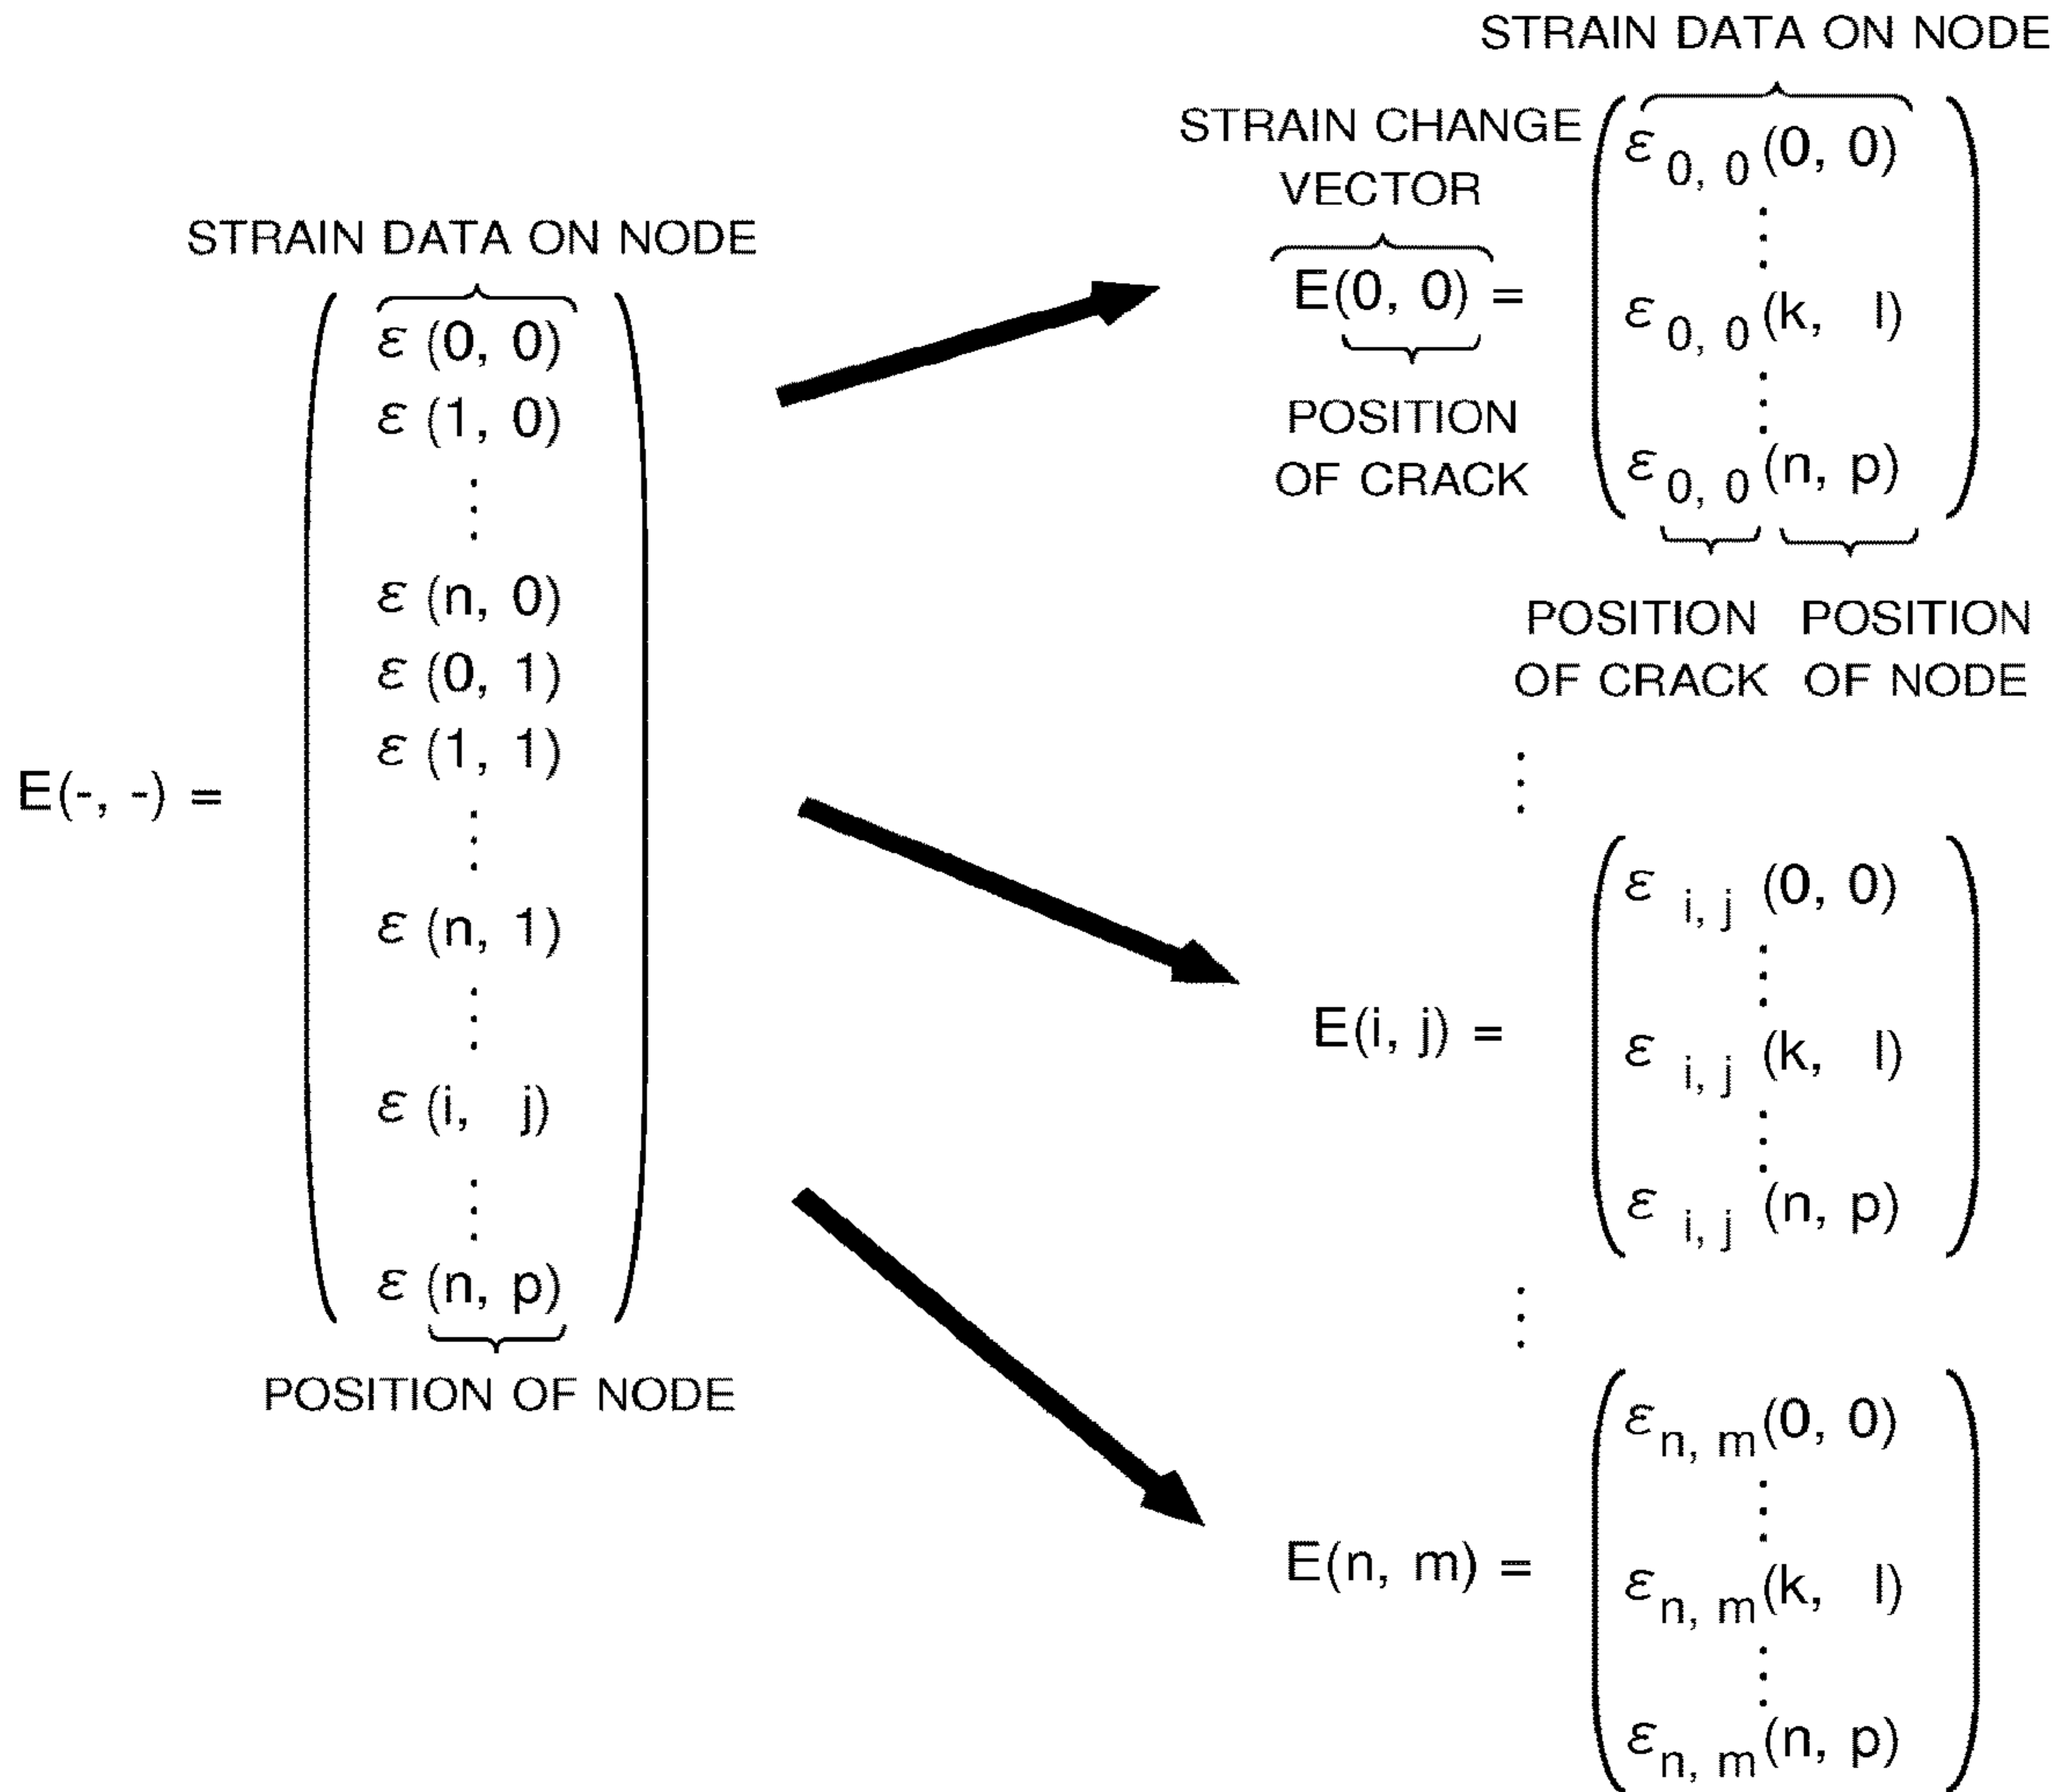 STRAIN DATA ON NODE
E(-, -) =
ε (0, 0)
ε (1, 0)
⋮
ε (n, 0)
ε (0, 1)
ε (1, 1)
⋮
ε (n, 1)
⋮
ε (i, j)
⋮
ε (n, p)
POSITION OF NODE
STRAIN DATA ON NODE
STRAIN CHANGE
VECTOR
E(0, 0) =
POSITION
OF CRACK
ε 0, 0 (0, 0)
⋮
ε 0, 0 (k, l)
⋮
ε 0, 0 (n, p)
POSITION
OF CRACK
POSITION
OF NODE
⋮
E(i, j) =
ε i, j (0, 0)
⋮
ε i, j (k, l)
⋮
ε i, j (n, p)
⋮
E(n, m) =
ε n, m (0, 0)
⋮
ε n, m (k, l)
⋮
ε n, m (n, p)